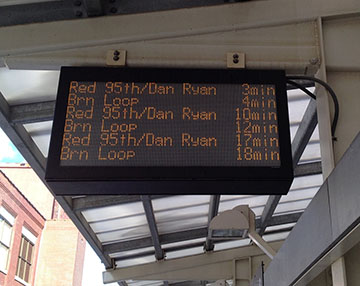 Red 95th/Dan Ryan 3min
Brn Loop 4min
Red 95th/Dan Ryan 10min
Brn Loop 12min
Red 95th/Dan Ryan 17min
Brn Loop 18min